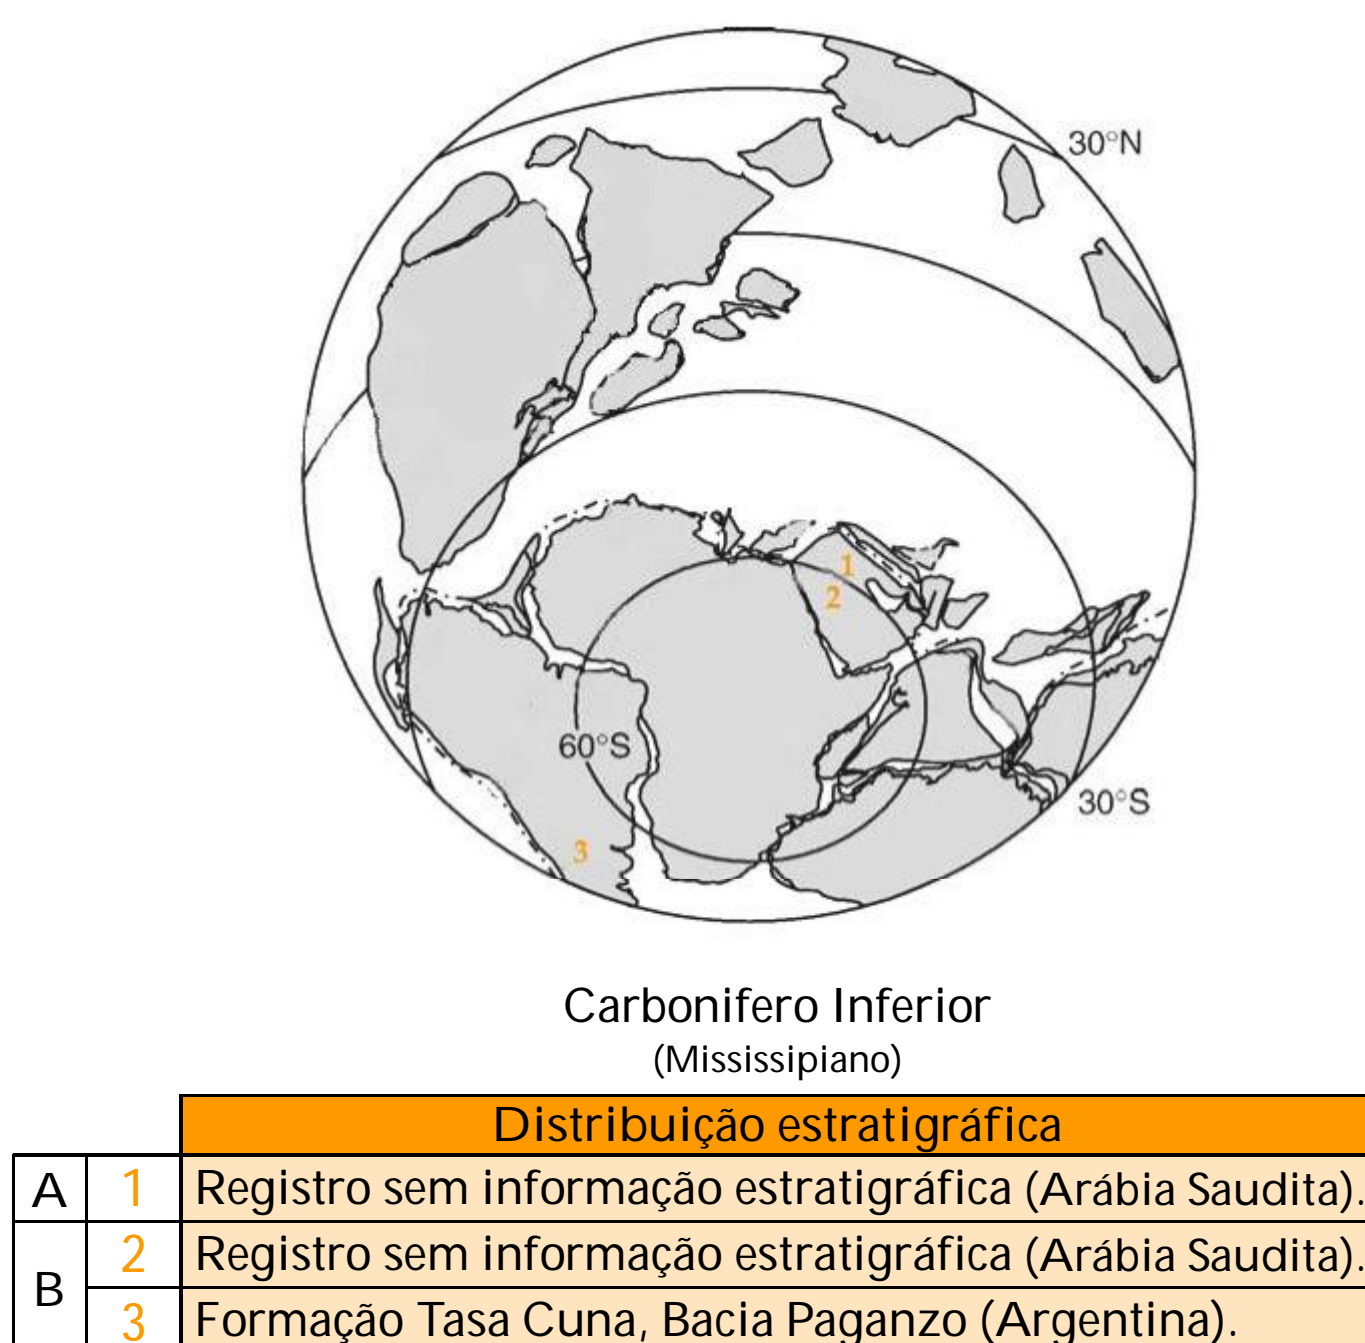 30°N
1
2
60°S
30°S
3
Carbonifero Inferior
(Mississipiano)
Distribuição estratigráfica
A 1 Registro sem informação estratigráfica (Arábia Saudita).
B 2 Registro sem informação estratigráfica (Arábia Saudita).
3 Formação Tasa Cuna, Bacia Paganzo (Argentina).